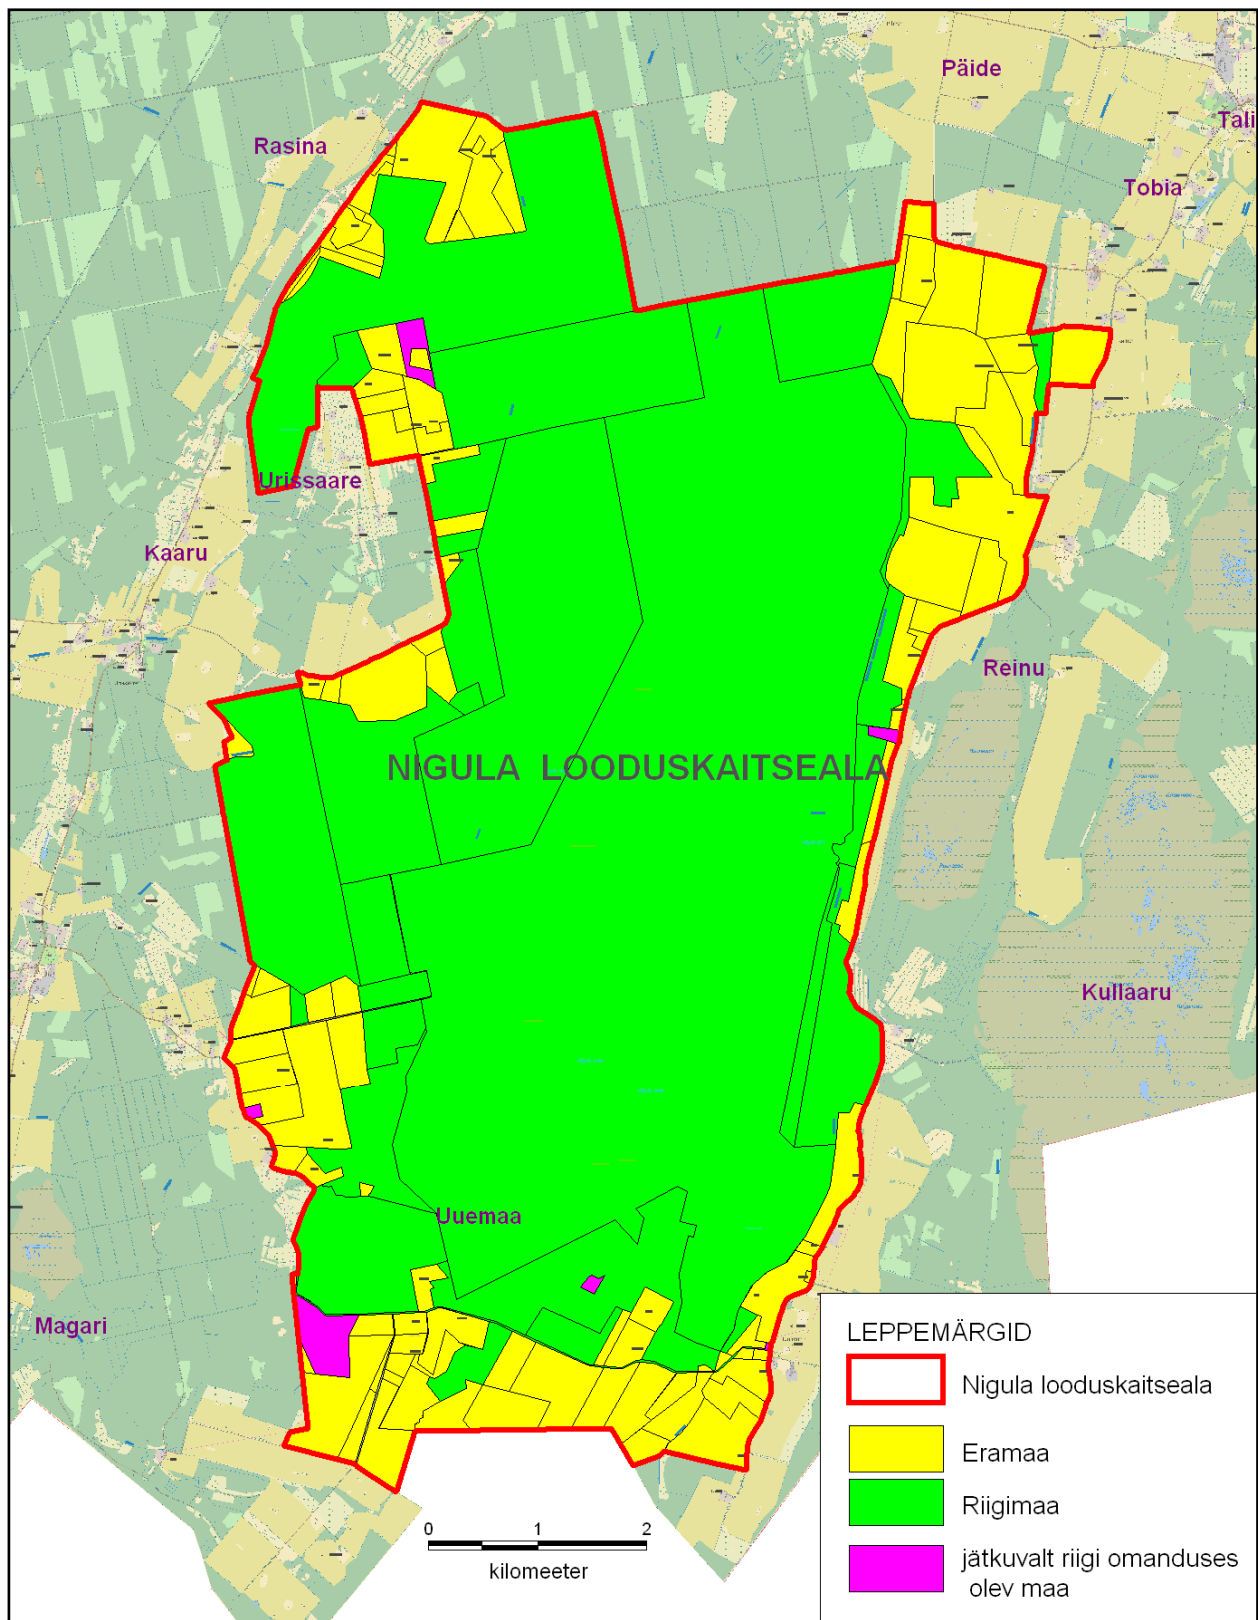 Päide
Tali
Rasina
Tobia
Urissaare
Kaaru
Reinu
NIGULA LOODUSKAITSEALA
Kullaaru
Uuemaa
Magari
LEPPEMÄRGID
Nigula looduskaitseala
Eramaa
Riigimaa
jätkuvalt riigi omanduses
olev maa
0 1 2
kilomeeter